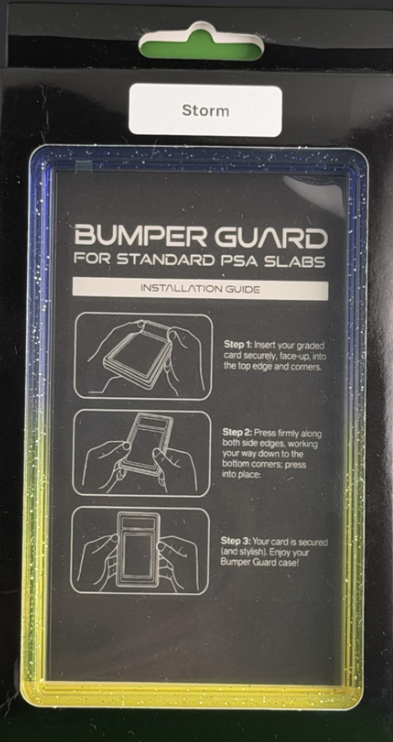 Storm
BUMPER GUARD
FOR STANDARD PSA SLABS
INSTALLATION GUIDE
Step 1: Insert your graded
card securely, face-up, into
the top edge and corners.
Step 2: Press firmly along
both side edges, working
your way down to the
bottom corners; press
into place.
Step 3: Your card is secured
(and stylish). Enjoy your
Bumper Guard case!